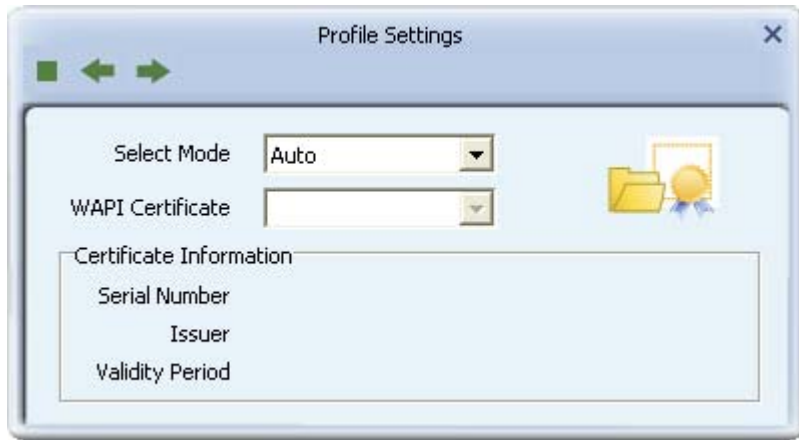 Profile Settings
Select Mode
Auto
WAPI Certificate
Certificate Information
Serial Number
Issuer
Validity Period